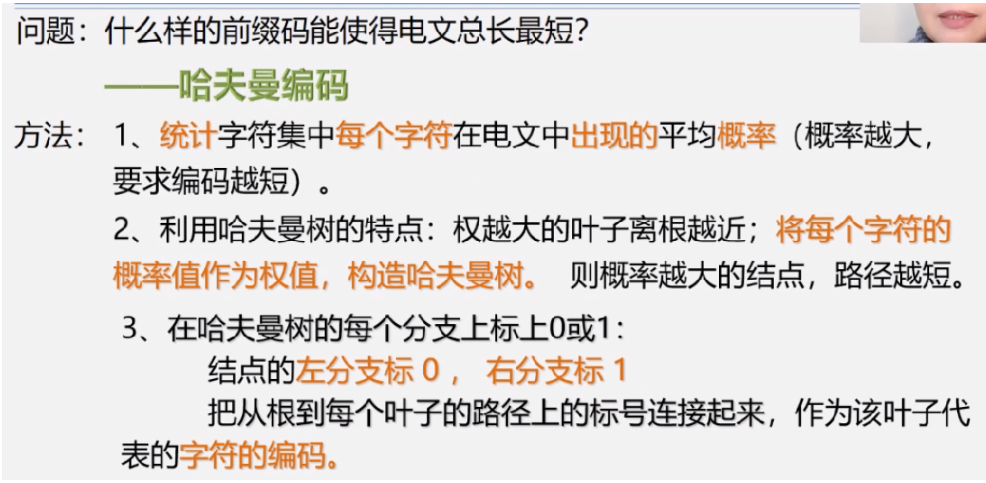 问题：什么样的前缀码能使得电文总长最短？
——哈夫曼编码
方法： 1、统计字符集中每个字符在电文中出现的平均概率（概率越大，
要求编码越短）。
2、利用哈夫曼树的特点：权越大的叶子离根越近；将每个字符的
概率值作为权值，构造哈夫曼树。 则概率越大的结点，路径越短。
3、在哈夫曼树的每个分支上标上0或1：
结点的左分支标 0 ， 右分支标 1
把从根到每个叶子的路径上的标号连接起来，作为该叶子代
表的字符的编码。